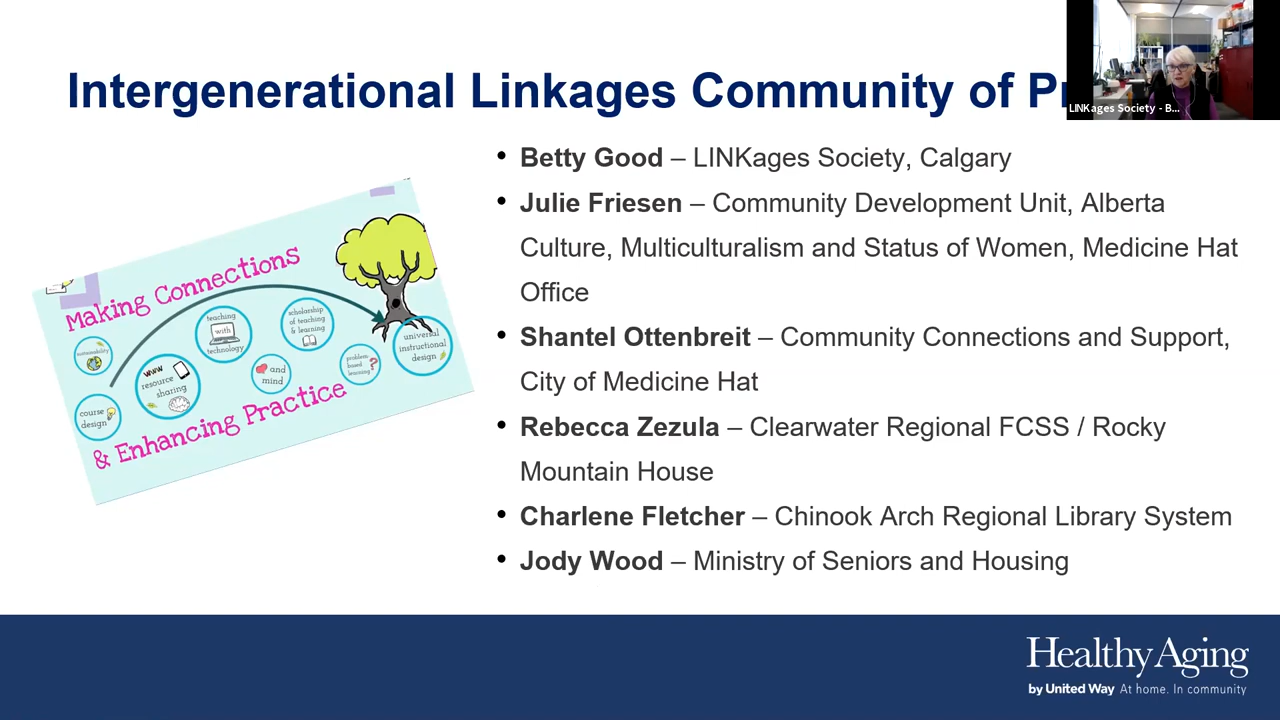 Intergenerational Linkages Community of Pr
LINKages Society - B...
• Betty Good – LINKages Society, Calgary
• Julie Friesen – Community Development Unit, Alberta
Culture, Multiculturalism and Status of Women, Medicine Hat
Office
• Shantel Ottenbreit – Community Connections and Support,
City of Medicine Hat
• Rebecca Zezula – Clearwater Regional FCSS / Rocky
Mountain House
• Charlene Fletcher – Chinook Arch Regional Library System
• Jody Wood – Ministry of Seniors and Housing
Making Connections
sustainability
course
design
www
resource
sharing
teaching
with
technology
and
mind
scholarship
of teaching
& learning
problem
based
learning
?
universal
instructional
design
& Enhancing Practice
Healthy Aging
by United Way At home. In community